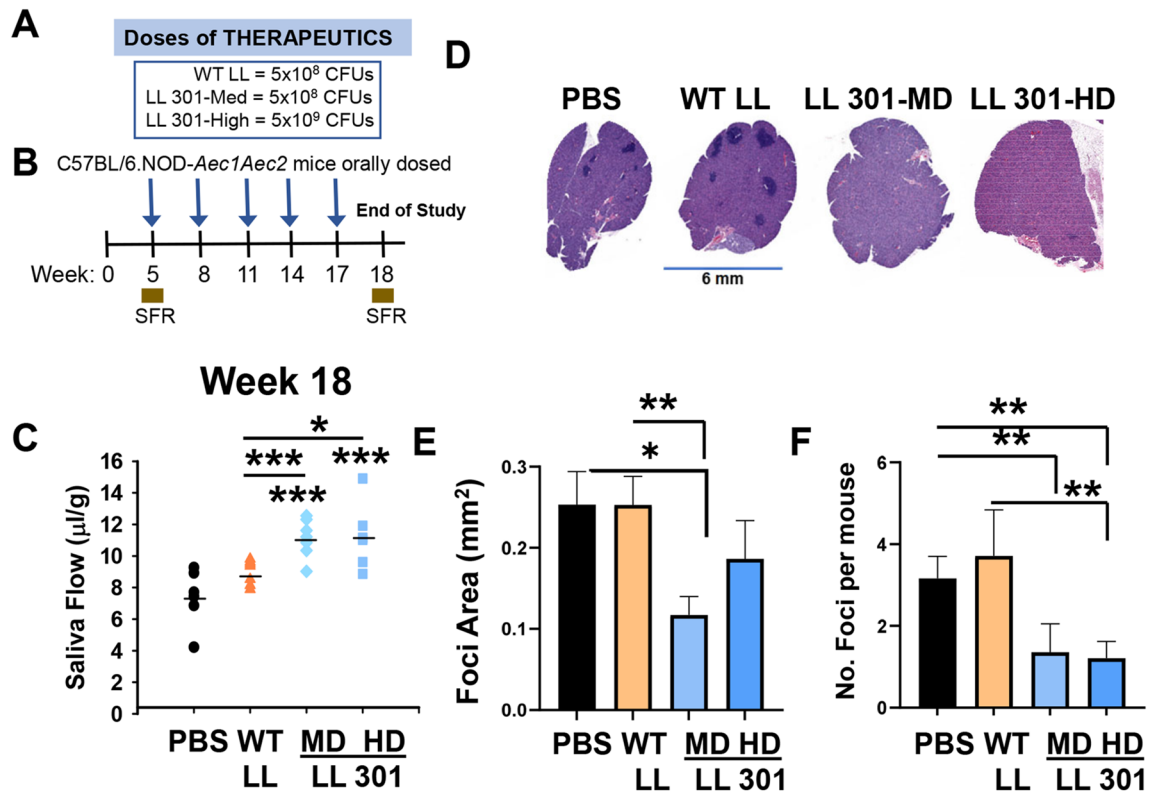 A
Doses of THERAPEUTICS
WT LL = 5x10⁸ CFUs
LL 301-Med = 5x10⁸ CFUs
LL 301-High = 5x10⁹ CFUs
B
C57BL/6.NOD-Aec1Aec2 mice orally dosed
End of Study
Week: 0 5 8 11 14 17 18
SFR SFR
D
PBS WT LL LL 301-MD LL 301-HD
6 mm
Week 18
C
* 
*** ***
***
Saliva Flow (µl/g)
16
14
12
10
8
6
4
2
0
PBS WT MD HD
LL LL 301
E
**
*
Foci Area (mm²)
0.3
0.2
0.1
0.0
PBS WT MD HD
LL LL 301
F
**
**
**
No. Foci per mouse
6
4
2
0
PBS WT MD HD
LL LL 301